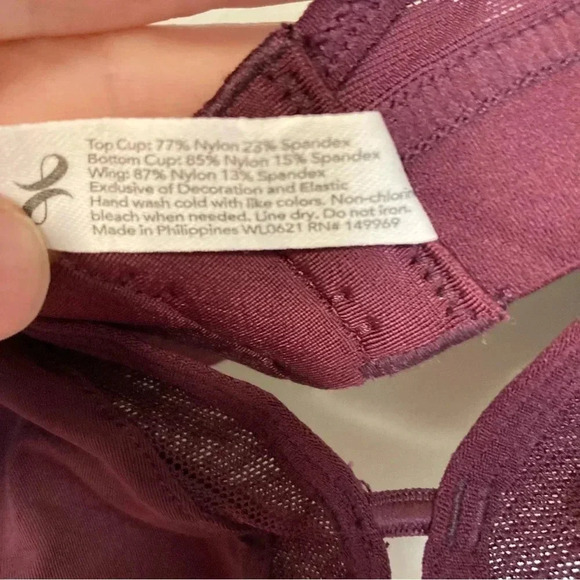 Top Cup: 77% Nylon 23% Spandex
Bottom Cup: 85% Nylon 15% Spandex
Wing: 87% Nylon 13% Spandex
Exclusive of Decoration and Elastic
Hand wash cold with like colors. Non-chlori
bleach when needed. Line dry. Do not iron.
Made in Philippines WL0621 RN# 149969